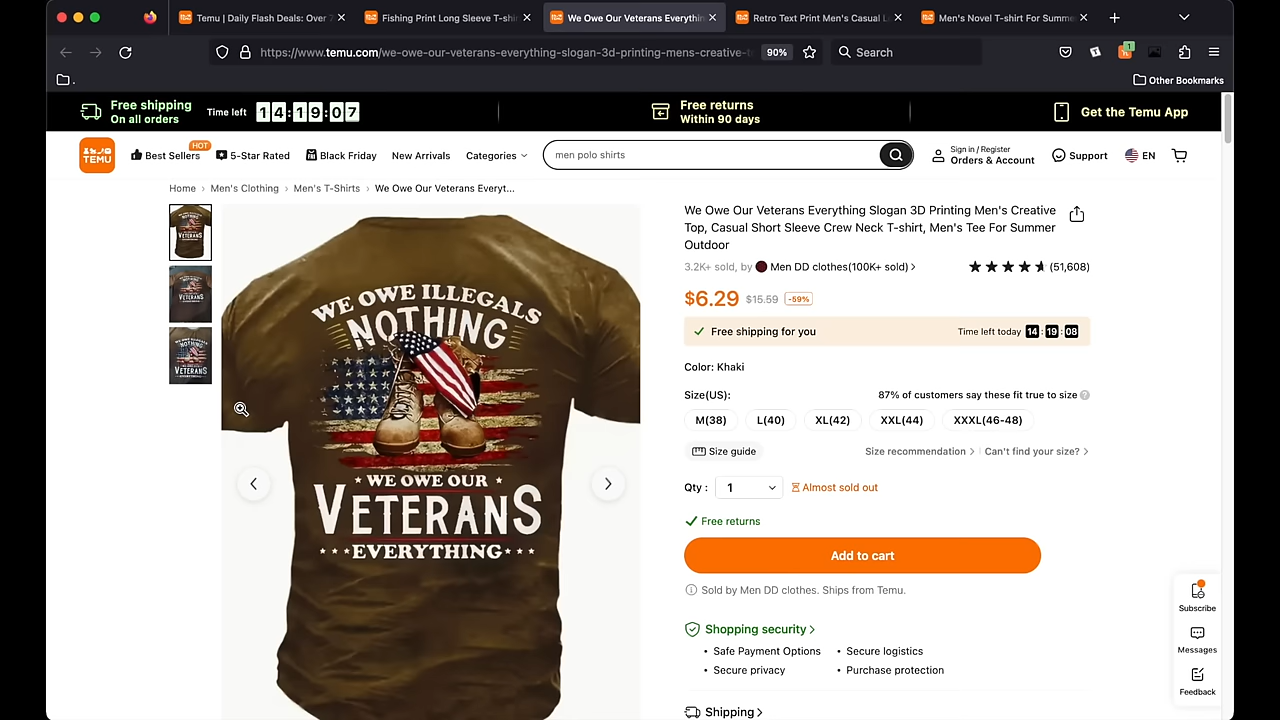 Temu | Daily Flash Deals: Over 7
Fishing Print Long Sleeve T-shir
We Owe Our Veterans Everythin
Retro Text Print Men's Casual L
Men's Novel T-shirt For Summe
https://www.temu.com/we-owe-our-veterans-everything-slogan-3d-printing-mens-creative-t
90%
Search
1
.
Other Bookmarks
Free shipping
On all orders
Time left
14:19:07
Free returns
Within 90 days
Get the Temu App
TEMU
Best Sellers
HOT
5-Star Rated
Black Friday
New Arrivals
Categories
men polo shirts
Sign in / Register
Orders & Account
Support
EN
Home › Men's Clothing › Men's T-Shirts › We Owe Our Veterans Everyt...
WE OWE ILLEGALS
NOTHING
★ WE OWE OUR ★
VETERANS
★★★EVERYTHING★★★
We Owe Our Veterans Everything Slogan 3D Printing Men's Creative
Top, Casual Short Sleeve Crew Neck T-shirt, Men's Tee For Summer
Outdoor
3.2K+ sold, by Men DD clothes(100K+ sold) >
(51,608)
$6.29 $15.59 -59%
Free shipping for you
Time left today 14:19:08
Color: Khaki
Size(US):
87% of customers say these fit true to size ?
M(38)
L(40)
XL(42)
XXL(44)
XXXL(46-48)
Size guide
Size recommendation > | Can't find your size? >
Qty : 1
Almost sold out
Free returns
Add to cart
Sold by Men DD clothes. Ships from Temu.
Shopping security >
• Safe Payment Options
• Secure logistics
• Secure privacy
• Purchase protection
Shipping >
Subscribe
Messages
Feedback